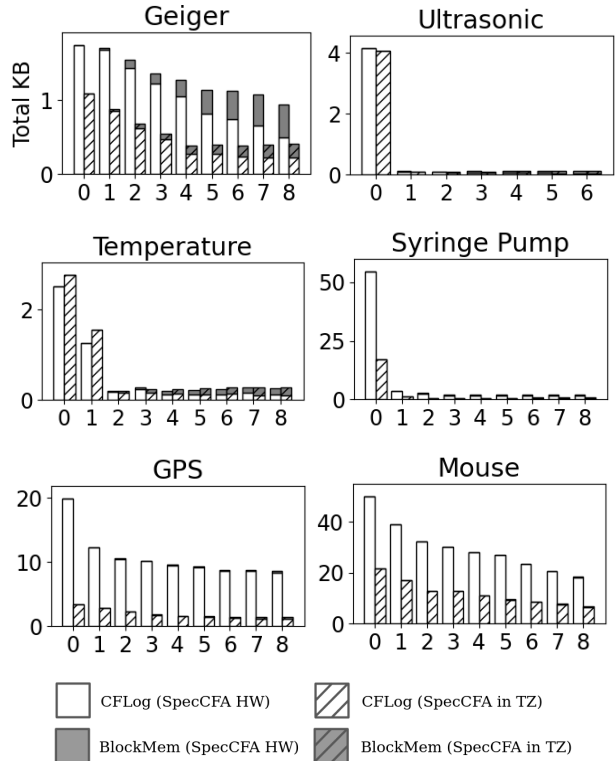 Geiger
Total KB
1
0
0 1 2 3 4 5 6 7 8
Ultrasonic
4
2
0
0 1 2 3 4 5 6
Temperature
2
0
0 1 2 3 4 5 6 7 8
Syringe Pump
50
25
0
0 1 2 3 4 5 6 7 8
GPS
20
10
0
0 1 2 3 4 5 6 7 8
Mouse
40
20
0
0 1 2 3 4 5 6 7 8
CFLog (SpecCFA HW)
CFLog (SpecCFA in TZ)
BlockMem (SpecCFA HW)
BlockMem (SpecCFA in TZ)